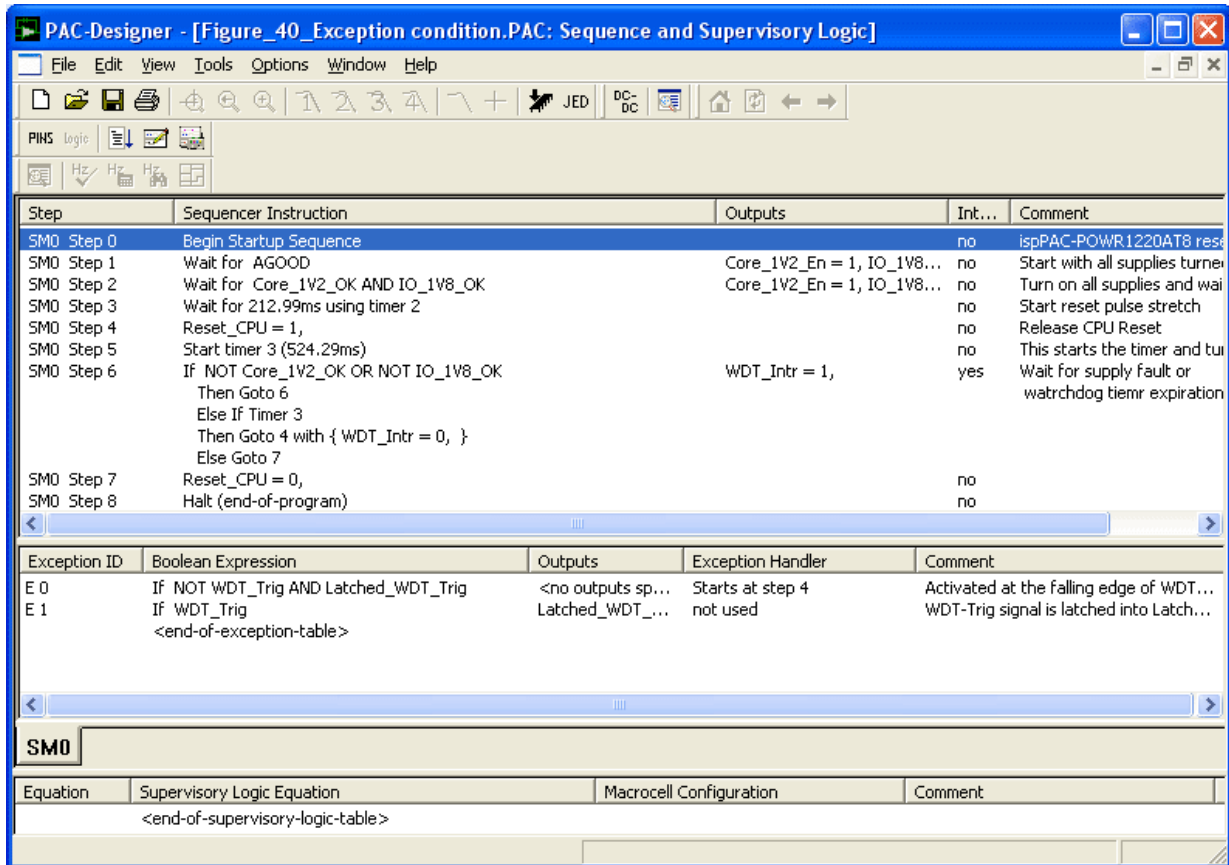 PAC-Designer - [Figure_40_Exception condition.PAC: Sequence and Supervisory Logic]
File Edit View Tools Options Window Help
JED DC-DC
PINS logic
Hz Hz Hz
Step Sequencer Instruction Outputs Int... Comment
SM0 Step 0 Begin Startup Sequence no ispPAC-POWR1220AT8 rese
SM0 Step 1 Wait for AGOOD Core_1V2_En = 1, IO_1V8... no Start with all supplies turne
SM0 Step 2 Wait for Core_1V2_OK AND IO_1V8_OK Core_1V2_En = 1, IO_1V8... no Turn on all supplies and wai
SM0 Step 3 Wait for 212.99ms using timer 2 no Start reset pulse stretch
SM0 Step 4 Reset_CPU = 1, no Release CPU Reset
SM0 Step 5 Start timer 3 (524.29ms) no This starts the timer and tur
SM0 Step 6 If NOT Core_1V2_OK OR NOT IO_1V8_OK WDT_Intr = 1, yes Wait for supply fault or
Then Goto 6 watrchdog tiemr expiration
Else If Timer 3
Then Goto 4 with { WDT_Intr = 0, }
Else Goto 7
SM0 Step 7 Reset_CPU = 0, no
SM0 Step 8 Halt (end-of-program) no
Exception ID Boolean Expression Outputs Exception Handler Comment
E 0 If NOT WDT_Trig AND Latched_WDT_Trig <no outputs sp... Starts at step 4 Activated at the falling edge of WDT...
E 1 If WDT_Trig Latched_WDT_... not used WDT-Trig signal is latched into Latch...
<end-of-exception-table>
SM0
Equation Supervisory Logic Equation Macrocell Configuration Comment
<end-of-supervisory-logic-table>